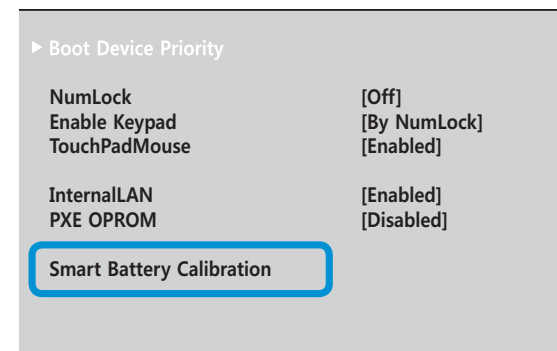 ▶ Boot Device Priority
NumLock [Off]
Enable Keypad [By NumLock]
TouchPadMouse [Enabled]
InternalLAN [Enabled]
PXE OPROM [Disabled]
Smart Battery Calibration